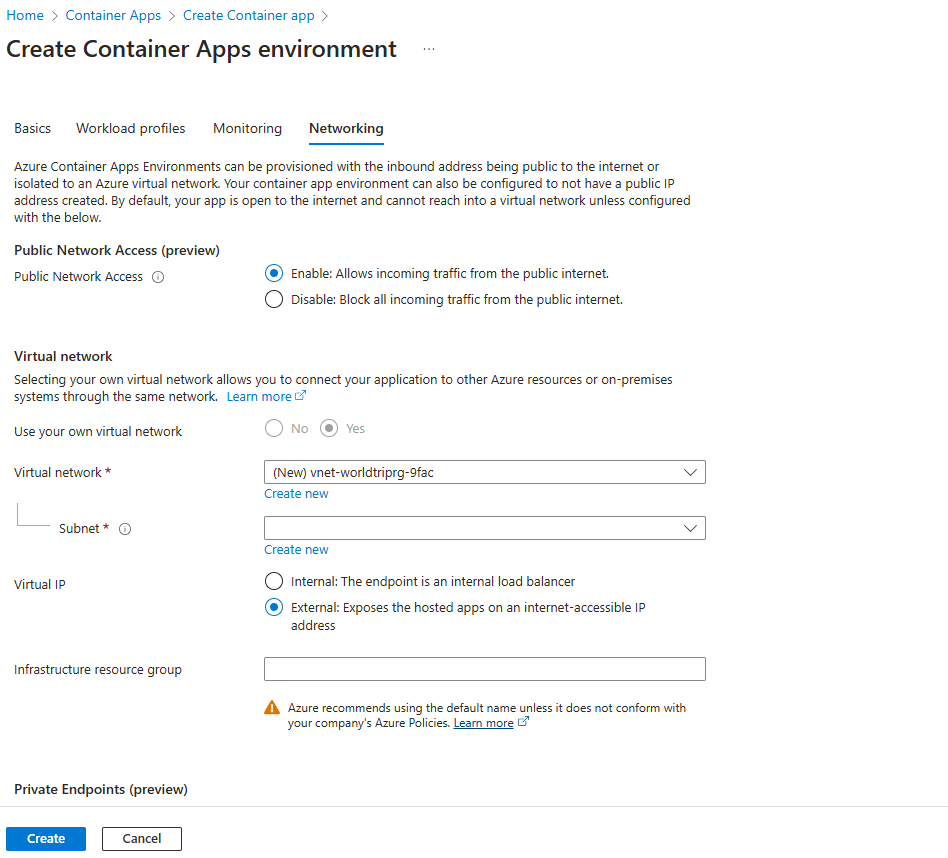 Home > Container Apps > Create Container app >
Create Container Apps environment ...
Basics Workload profiles Monitoring Networking
Azure Container Apps Environments can be provisioned with the inbound address being public to the internet or
isolated to an Azure virtual network. Your container app environment can also be configured to not have a public IP
address created. By default, your app is open to the internet and cannot reach into a virtual network unless configured
with the below.
Public Network Access (preview)
Public Network Access
Enable: Allows incoming traffic from the public internet.
Disable: Block all incoming traffic from the public internet.
Virtual network
Selecting your own virtual network allows you to connect your application to other Azure resources or on-premises
systems through the same network. Learn more
Use your own virtual network No Yes
Virtual network * (New) vnet-worldtriprg-9fac
Create new
Subnet *
Create new
Virtual IP
Internal: The endpoint is an internal load balancer
External: Exposes the hosted apps on an internet-accessible IP
address
Infrastructure resource group
Azure recommends using the default name unless it does not conform with
your company's Azure Policies. Learn more
Private Endpoints (preview)
Create Cancel